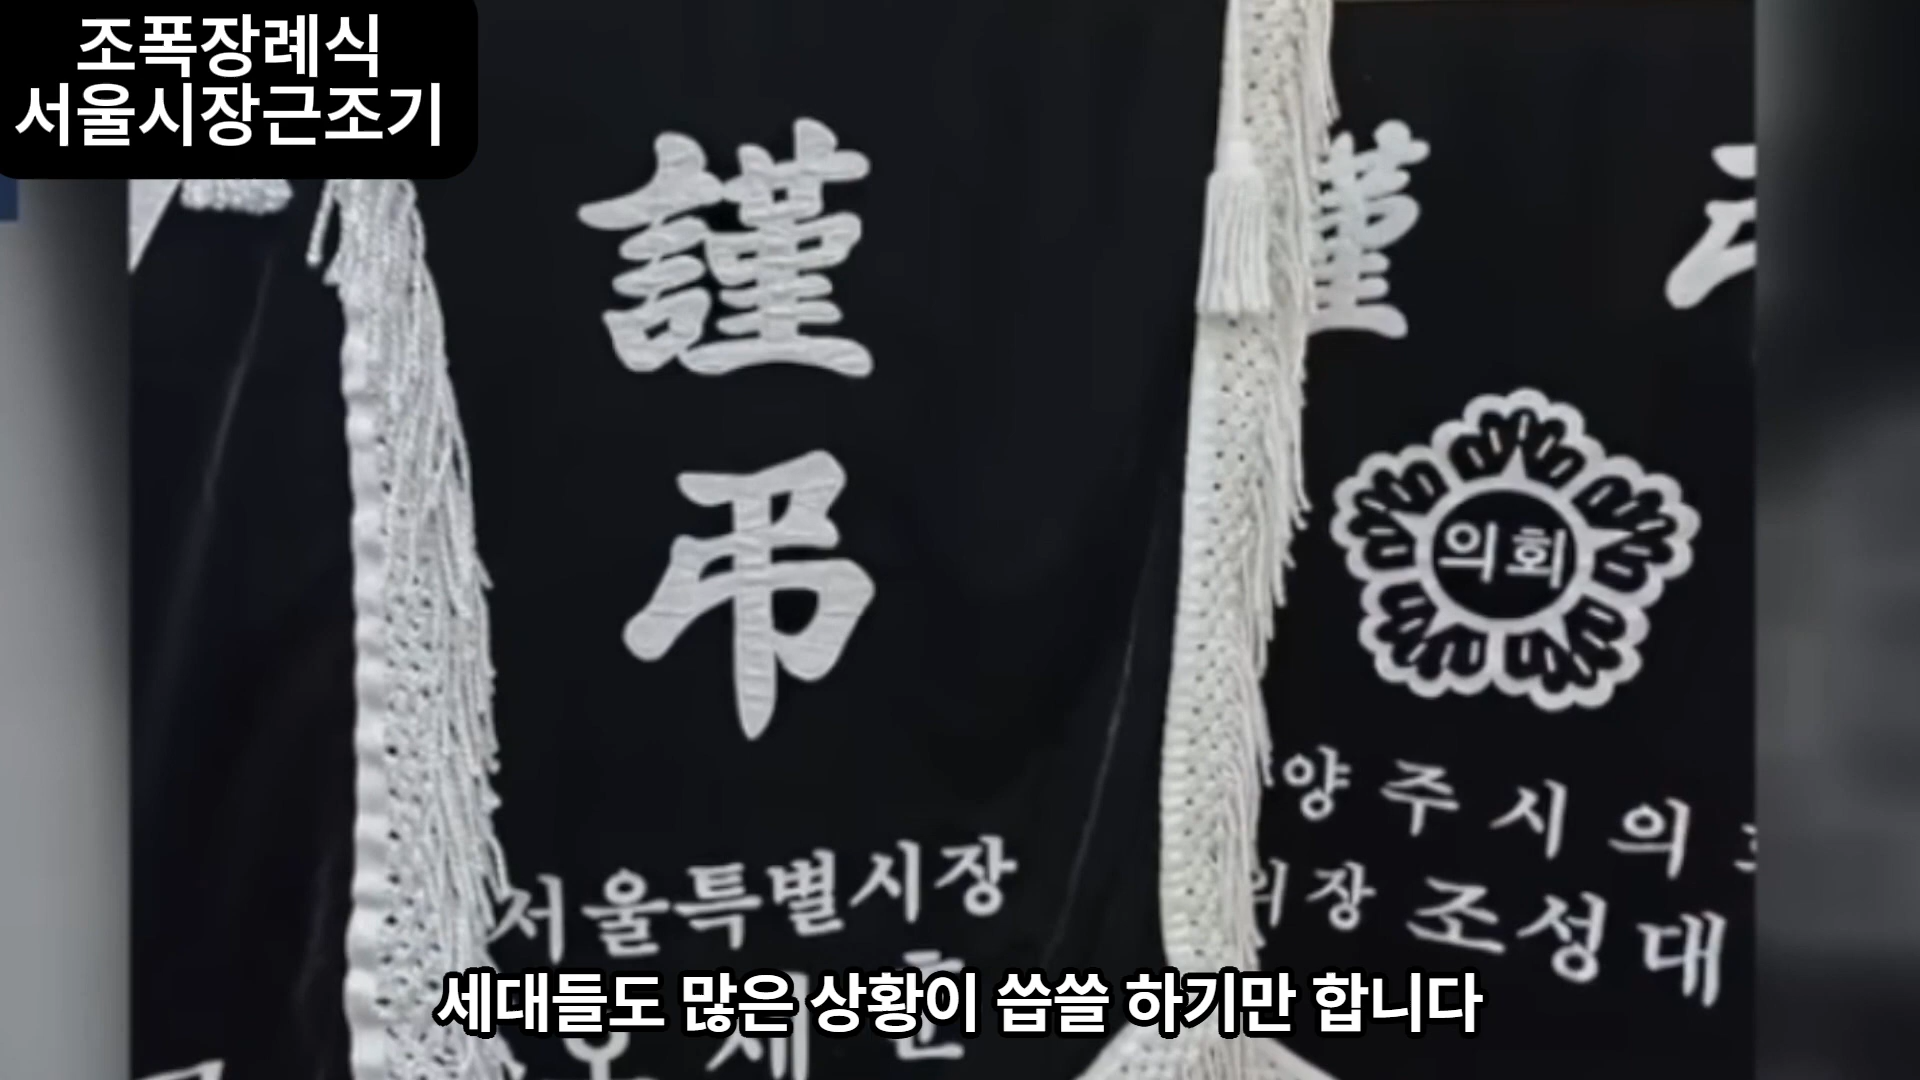 조폭장례식
서울시장근조기
謹
弔
서울특별시장
謹
의회
양주시의
장 조성대
세대들도 많은 상황이 씁쓸 하기만 합니다